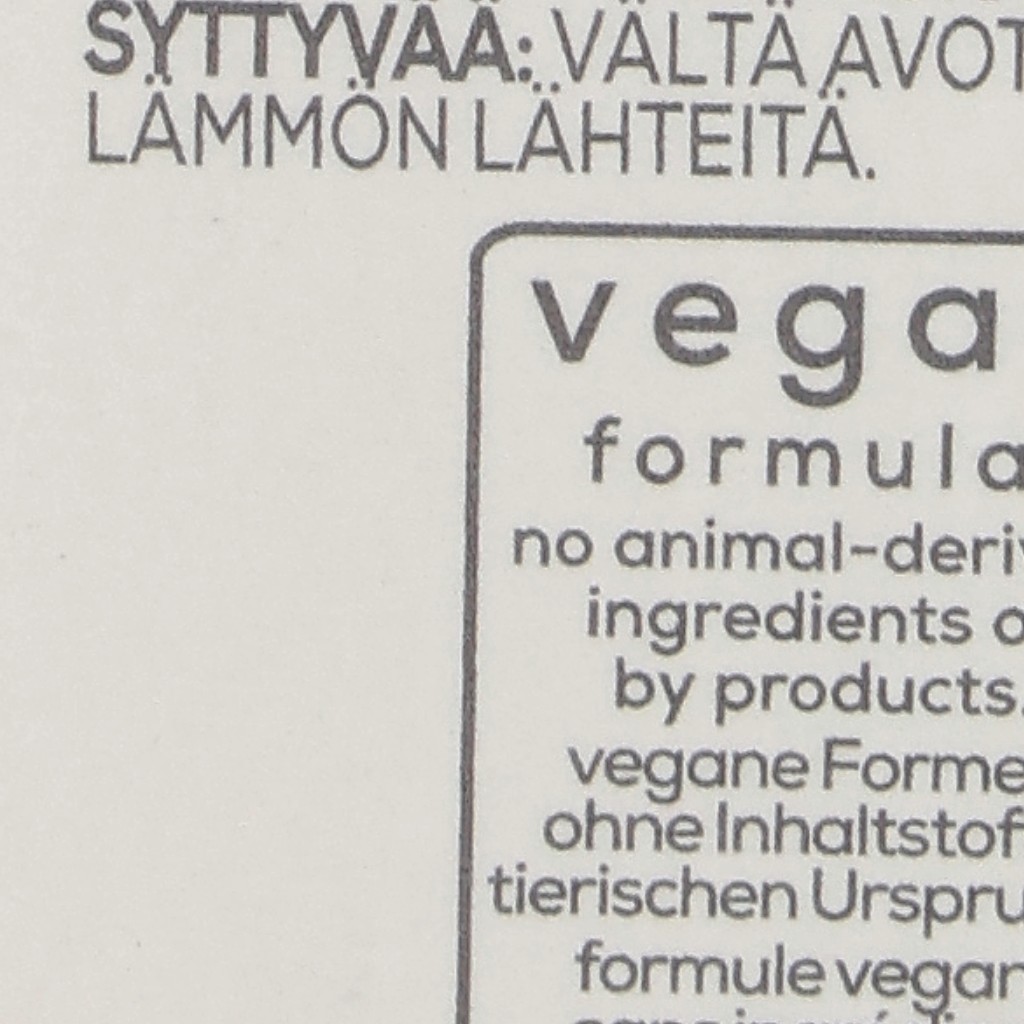 SYTTYVÄÄ: VÄLTÄ AVOT
LÄMMÖN LÄHTEITÄ.
vega
formula
no animal-deriv
ingredients o
by products.
vegane Forme
ohne Inhaltstof
tierischen Urspru
formule vegan